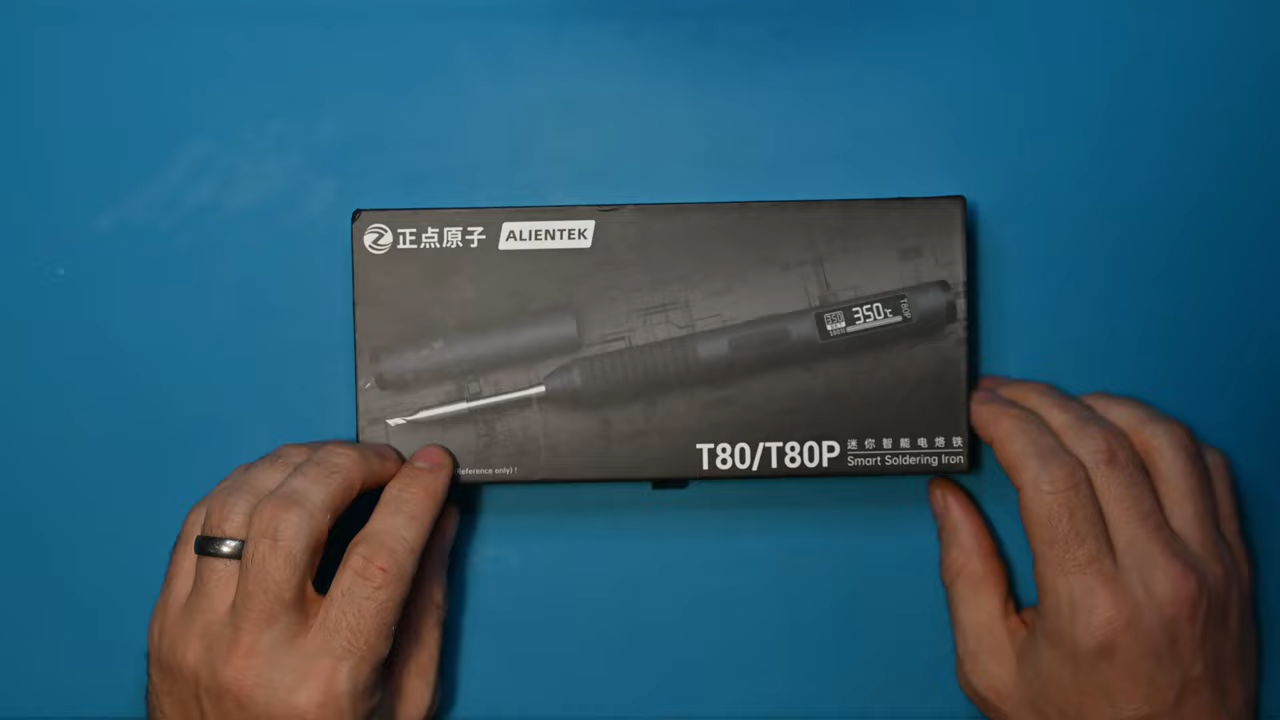 正点原子 ALIENTEK
350℃
T80P
T80/T80P
迷你智能电烙铁
Smart Soldering Iron
Reference only) !